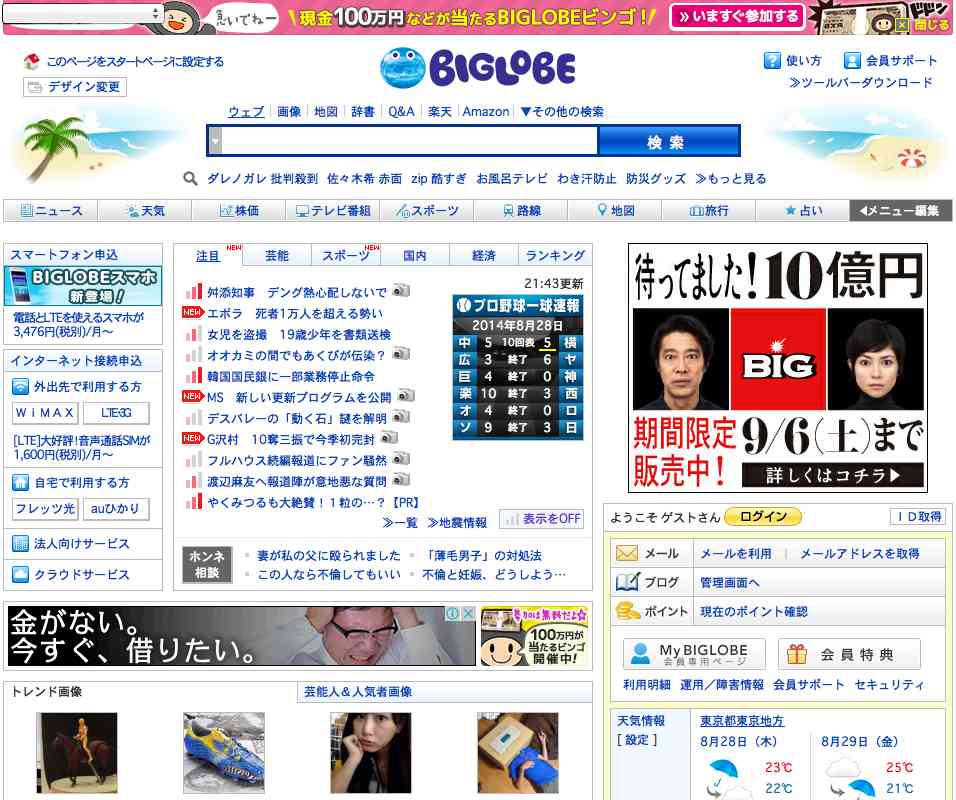 急いでねー
現金100万円などが当たるBIGLOBEビンゴ!
いますぐ参加する
閉じる
このページをスタートページに設定する
デザイン変更
BIGLOBE
使い方 会員サポート
≫ツールバーダウンロード
ウェブ 画像 地図 辞書 Q&A 楽天 Amazon ▼その他の検索
検索
ダレノガレ 批判殺到 佐々木希 赤面 zip 酷すぎ お風呂テレビ わき汗防止 防災グッズ ≫もっと見る
ニュース 天気 株価 テレビ番組 スポーツ 路線 地図 旅行 占い ◀メニュー編集
スマートフォン申込
BIGLOBEスマホ
新登場!
電話とLTEを使えるスマホが
3,476円(税別)/月〜
インターネット接続申込
外出先で利用する方
WiMAX LTE・3G
[LTE]大好評!音声通話SIMが
1,600円(税別)/月〜
自宅で利用する方
フレッツ光 auひかり
法人向けサービス
クラウドサービス
注目 NEW 芸能 スポーツ NEW 国内 経済 ランキング
21:43更新
舛添知事 デング熱心配しないで
NEW エボラ 死者1万人を超える勢い
女児を盗撮 19歳少年を書類送検
オオカミの間でもあくびが伝染?
韓国国民銀に一部業務停止命令
NEW MS 新しい更新プログラムを公開
デスバレーの「動く石」謎を解明
NEW G沢村 10奪三振で今季初完封
フルハウス続編報道にファン騒然
渡辺麻友へ報道陣が意地悪な質問
やくみつるも大絶賛!1粒の…?【PR】
≫一覧 ≫地震情報 表示をOFF
プロ野球一球速報
2014年8月28日
中 5 10回表 5 横
広 3 終了 6 ヤ
巨 4 終了 0 神
楽 10 終了 3 西
オ 4 終了 0 ロ
ソ 9 終了 3 日
ホンネ
相談
妻が私の父に殴られました 「薄毛男子」の対処法
この人なら不倫してもいい 不倫と妊娠、どうしよう…
金がない。
今すぐ、借りたい。
参加は無料だよ☆
100万円が
当たるビンゴ
開催中!
トレンド画像 芸能人&人気者画像
待ってました!10億円
BIG
期間限定
販売中!
9/6(土)まで
詳しくはコチラ▶
ようこそ ゲストさん ログイン ID取得
メール メールを利用 | メールアドレスを取得
ブログ 管理画面へ
ポイント 現在のポイント確認
My BIGLOBE
会員専用ページ
会員特典
利用明細 運用/障害情報 会員サポート セキュリティ
天気情報
[ 設定 ]
東京都東京地方
8月28日(木) 8月29日(金)
23℃ 25℃
22℃ 21℃